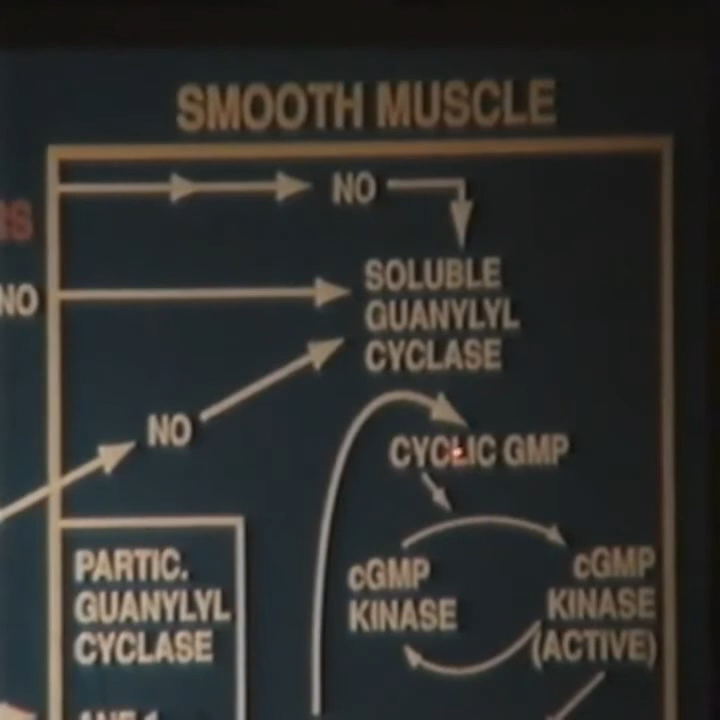 SMOOTH MUSCLE
NO
NO
SOLUBLE
GUANYLYL
CYCLASE
NO
CYCLIC GMP
PARTIC.
GUANYLYL
CYCLASE
cGMP
KINASE
cGMP
KINASE
(ACTIVE)